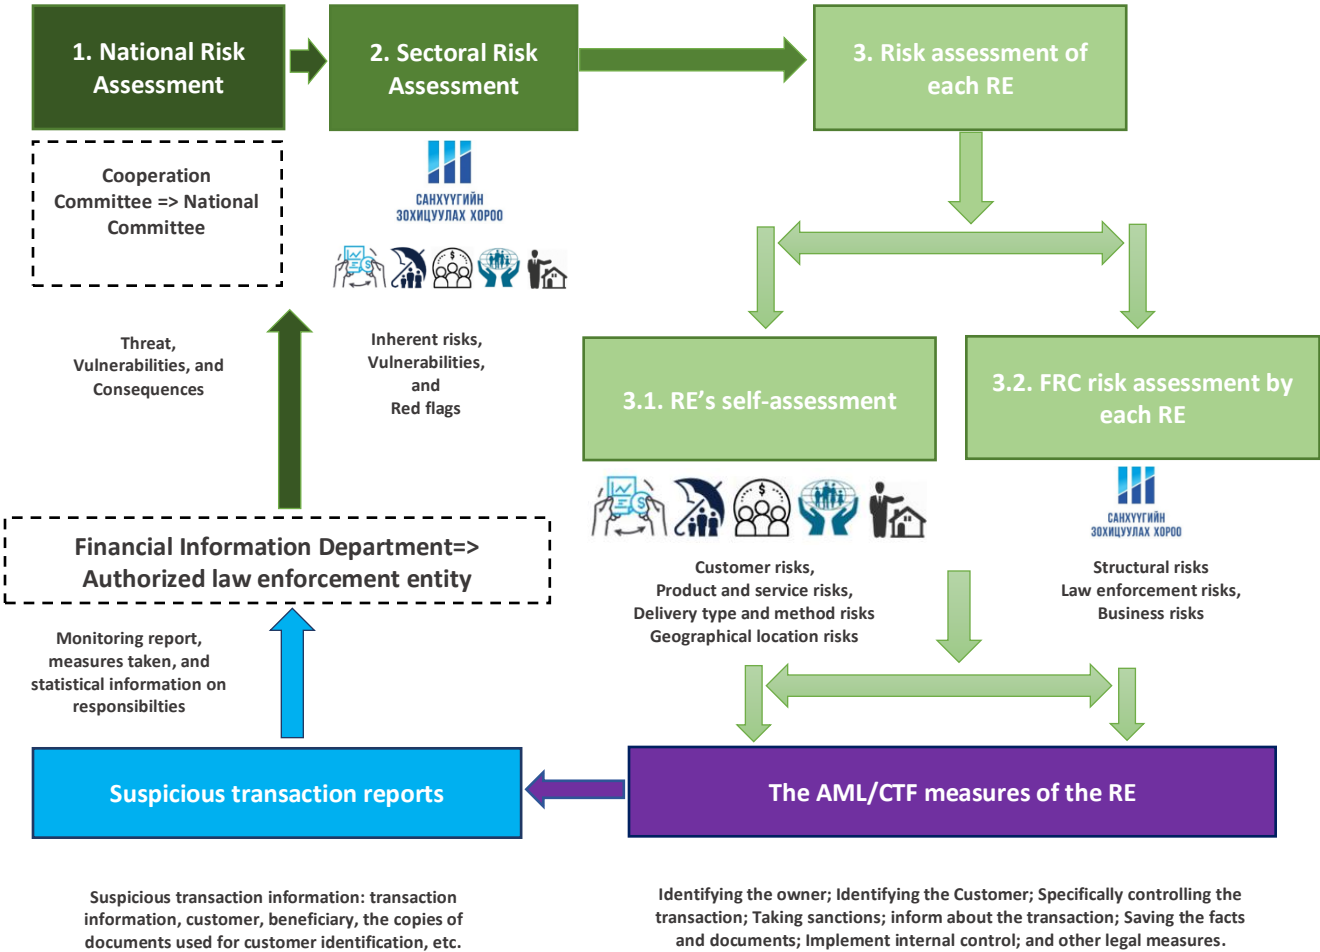 1. National Risk
Assessment
2. Sectoral Risk
Assessment
3. Risk assessment of
each RE
Cooperation
Committee => National
Committee
САНХҮҮГИЙН
ЗОХИЦУУЛАХ ХОРОО
Threat,
Vulnerabilities, and
Consequences
Inherent risks,
Vulnerabilities,
and
Red flags
3.1. RE’s self-assessment
3.2. FRC risk assessment by
each RE
САНХҮҮГИЙН
ЗОХИЦУУЛАХ ХОРОО
Financial Information Department=>
Authorized law enforcement entity
Customer risks,
Product and service risks,
Delivery type and method risks
Geographical location risks
Structural risks
Law enforcement risks,
Business risks
Monitoring report,
measures taken, and
statistical information on
responsibilties
Suspicious transaction reports
The AML/CTF measures of the RE
Suspicious transaction information: transaction
information, customer, beneficiary, the copies of
documents used for customer identification, etc.
Identifying the owner; Identifying the Customer; Specifically controlling the
transaction; Taking sanctions; inform about the transaction; Saving the facts
and documents; Implement internal control; and other legal measures.